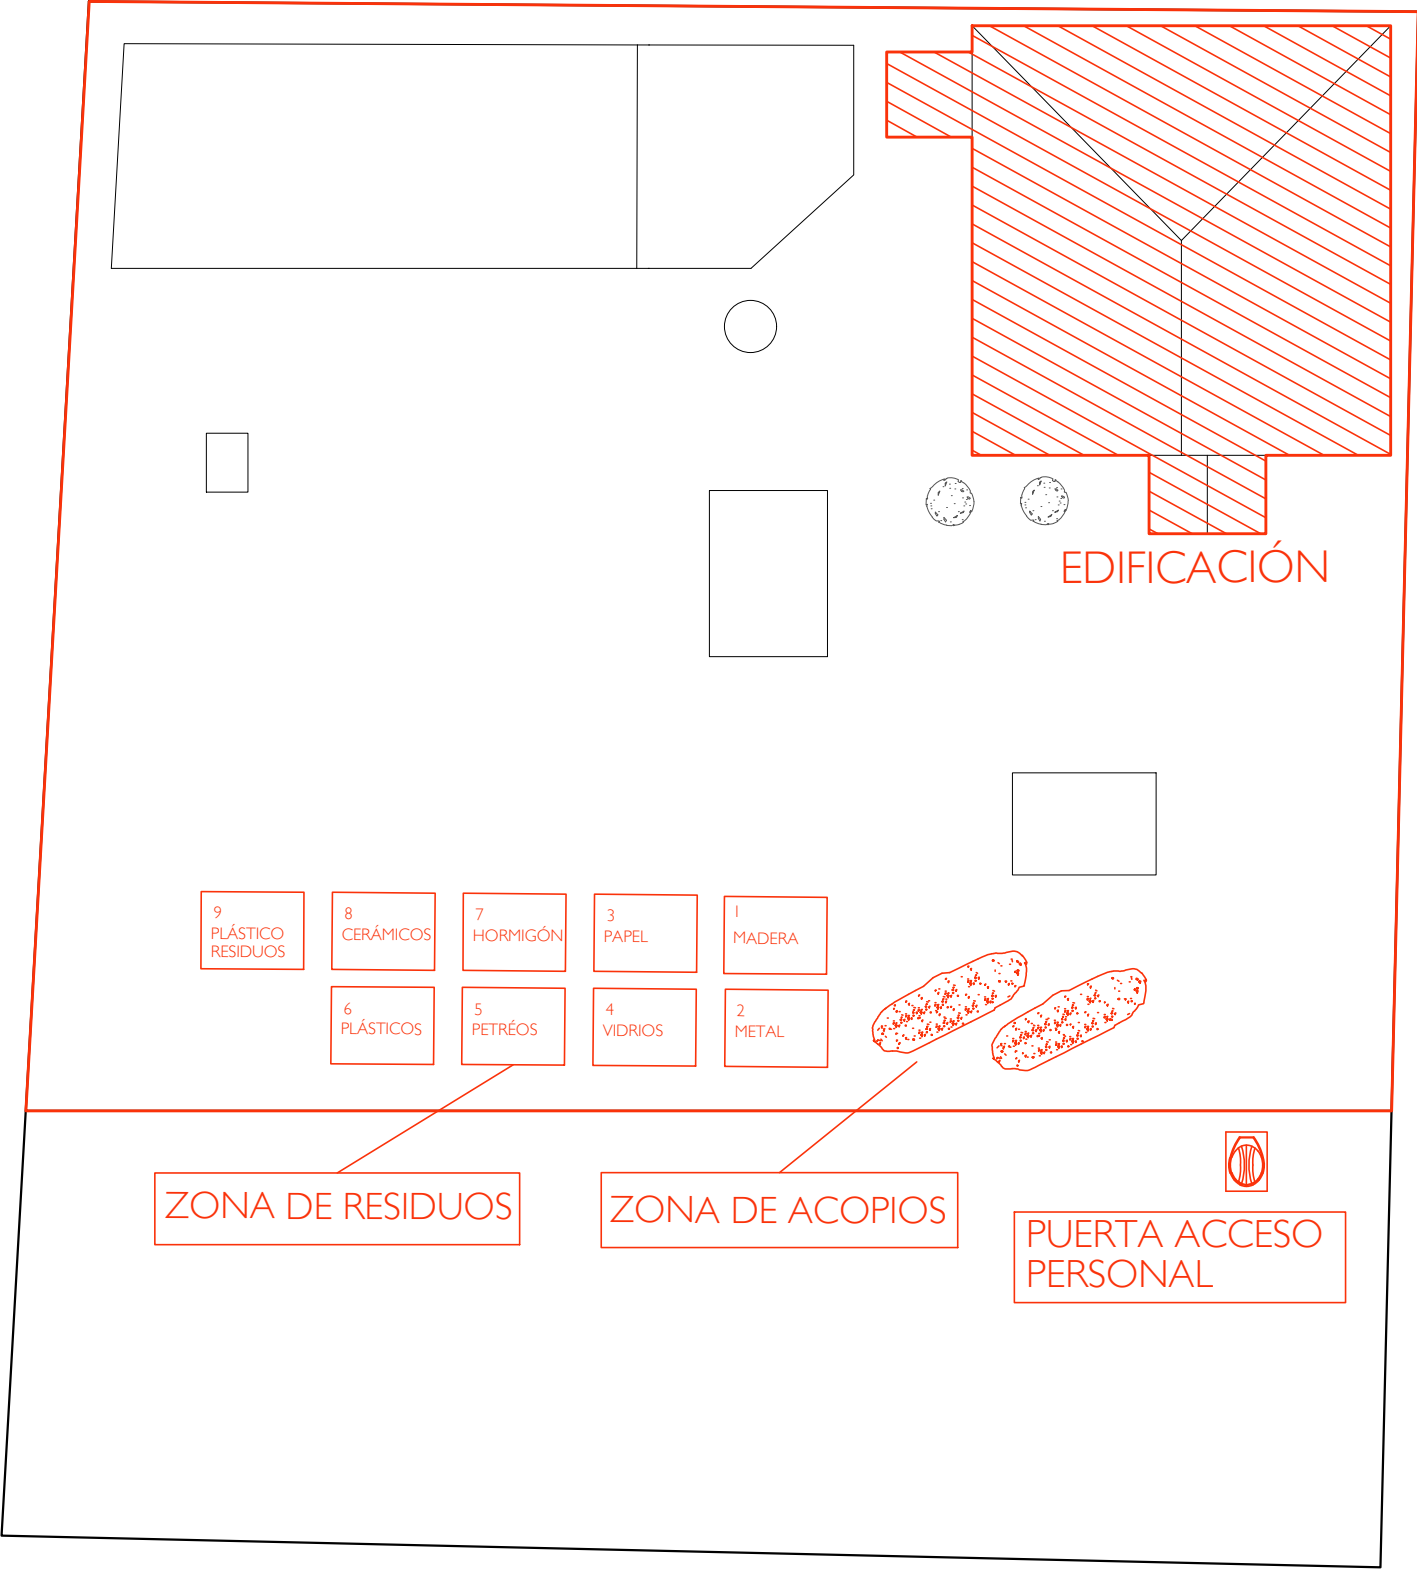 EDIFICACIÓN
9
PLÁSTICO
RESIDUOS
8
CERÁMICOS
7
HORMIGÓN
3
PAPEL
1
MADERA
6
PLÁSTICOS
5
PETRÉOS
4
VIDRIOS
2
METAL
ZONA DE RESIDUOS
ZONA DE ACOPIOS
PUERTA ACCESO
PERSONAL